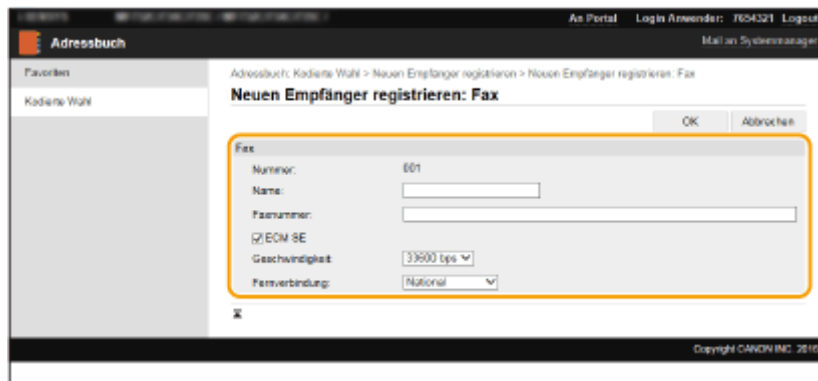 An Portal Login Anwender: 7654321 Logout
Adressbuch
Mail an Systemmanager
Favoriten
Kodierte Wahl
Adressbuch: Kodierte Wahl > Neuen Empfänger registrieren > Neuen Empfänger registrieren: Fax
Neuen Empfänger registrieren: Fax
OK Abbrechen
Fax
Nummer: 001
Name:
Faxnummer:
ECM SE
Geschwindigkeit: 33600 bps
Fernverbindung: National
Copyright CANON INC. 2016